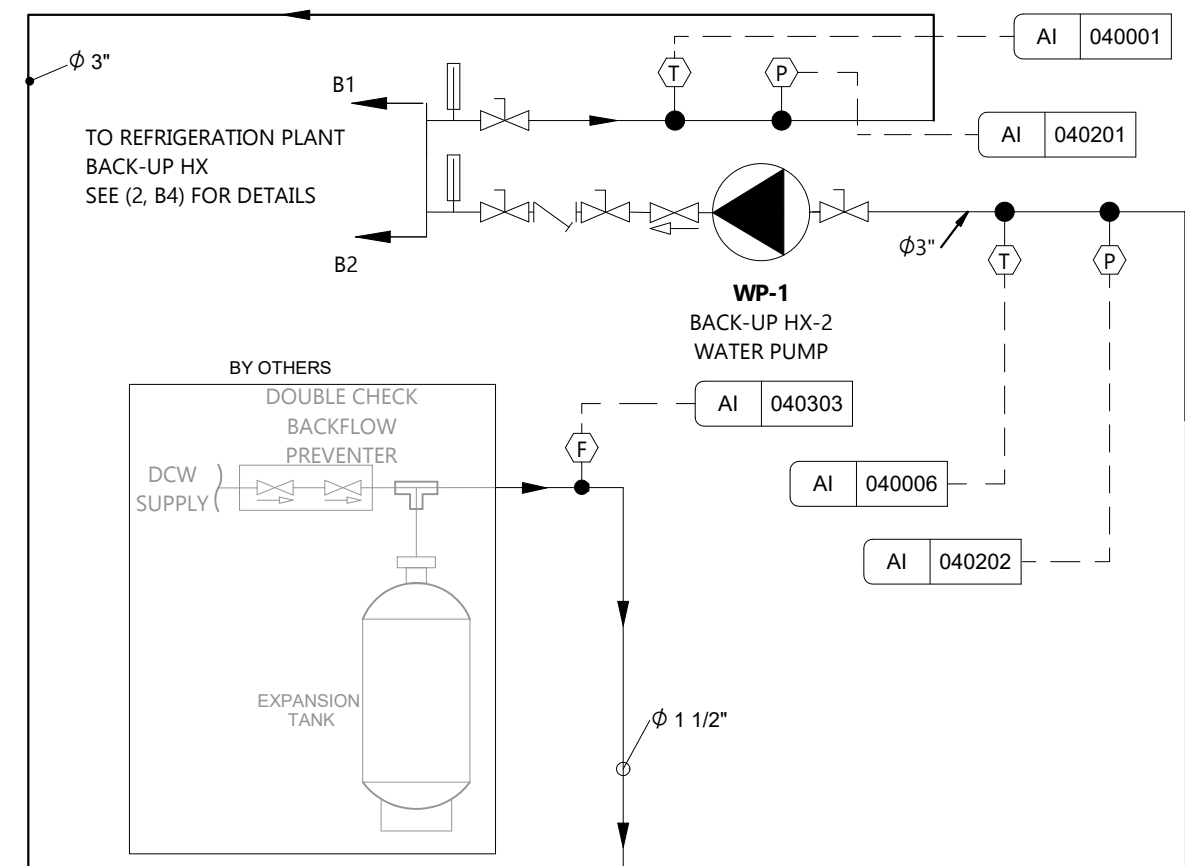 AI 040001
ϕ 3"
T
P
B1
AI 040201
TO REFRIGERATION PLANT
BACK-UP HX
SEE (2, B4) FOR DETAILS
ϕ3"
B2
T
P
WP-1
BACK-UP HX-2
WATER PUMP
BY OTHERS
AI 040303
DOUBLE CHECK
BACKFLOW
PREVENTER
F
DCW
SUPPLY
AI 040006
AI 040202
EXPANSION
TANK
ϕ 1 1/2"